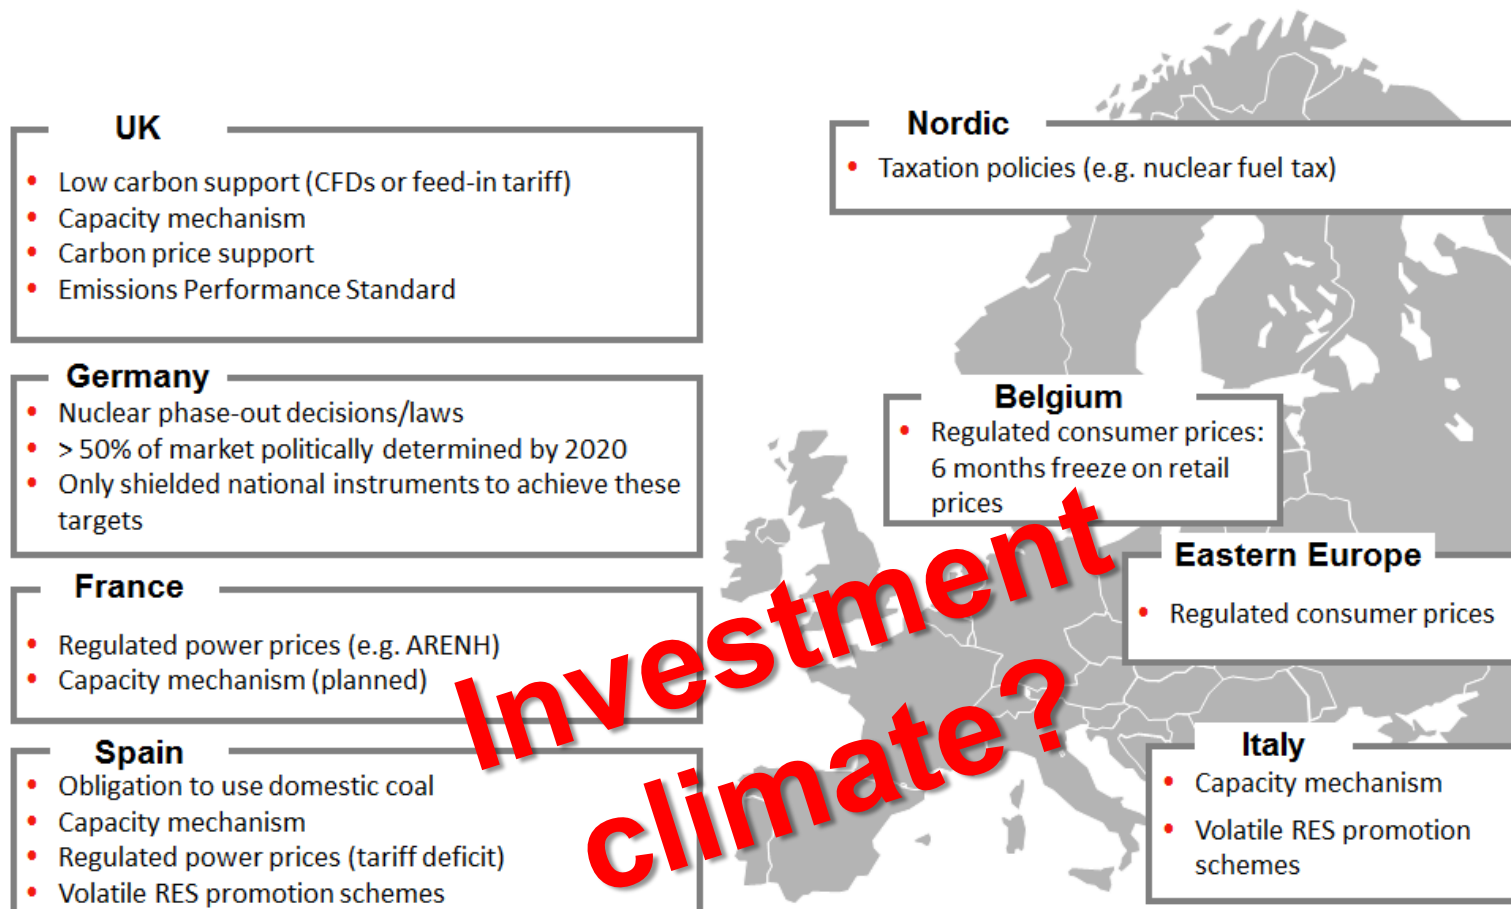 UK
• Low carbon support (CFDs or feed-in tariff)
• Capacity mechanism
• Carbon price support
• Emissions Performance Standard
Germany
• Nuclear phase-out decisions/laws
• > 50% of market politically determined by 2020
• Only shielded national instruments to achieve these
targets
France
• Regulated power prices (e.g. ARENH)
• Capacity mechanism (planned)
Spain
• Obligation to use domestic coal
• Capacity mechanism
• Regulated power prices (tariff deficit)
• Volatile RES promotion schemes
Nordic
• Taxation policies (e.g. nuclear fuel tax)
Belgium
• Regulated consumer prices:
6 months freeze on retail
prices
Eastern Europe
• Regulated consumer prices
Italy
• Capacity mechanism
• Volatile RES promotion
schemes
Investment
climate?